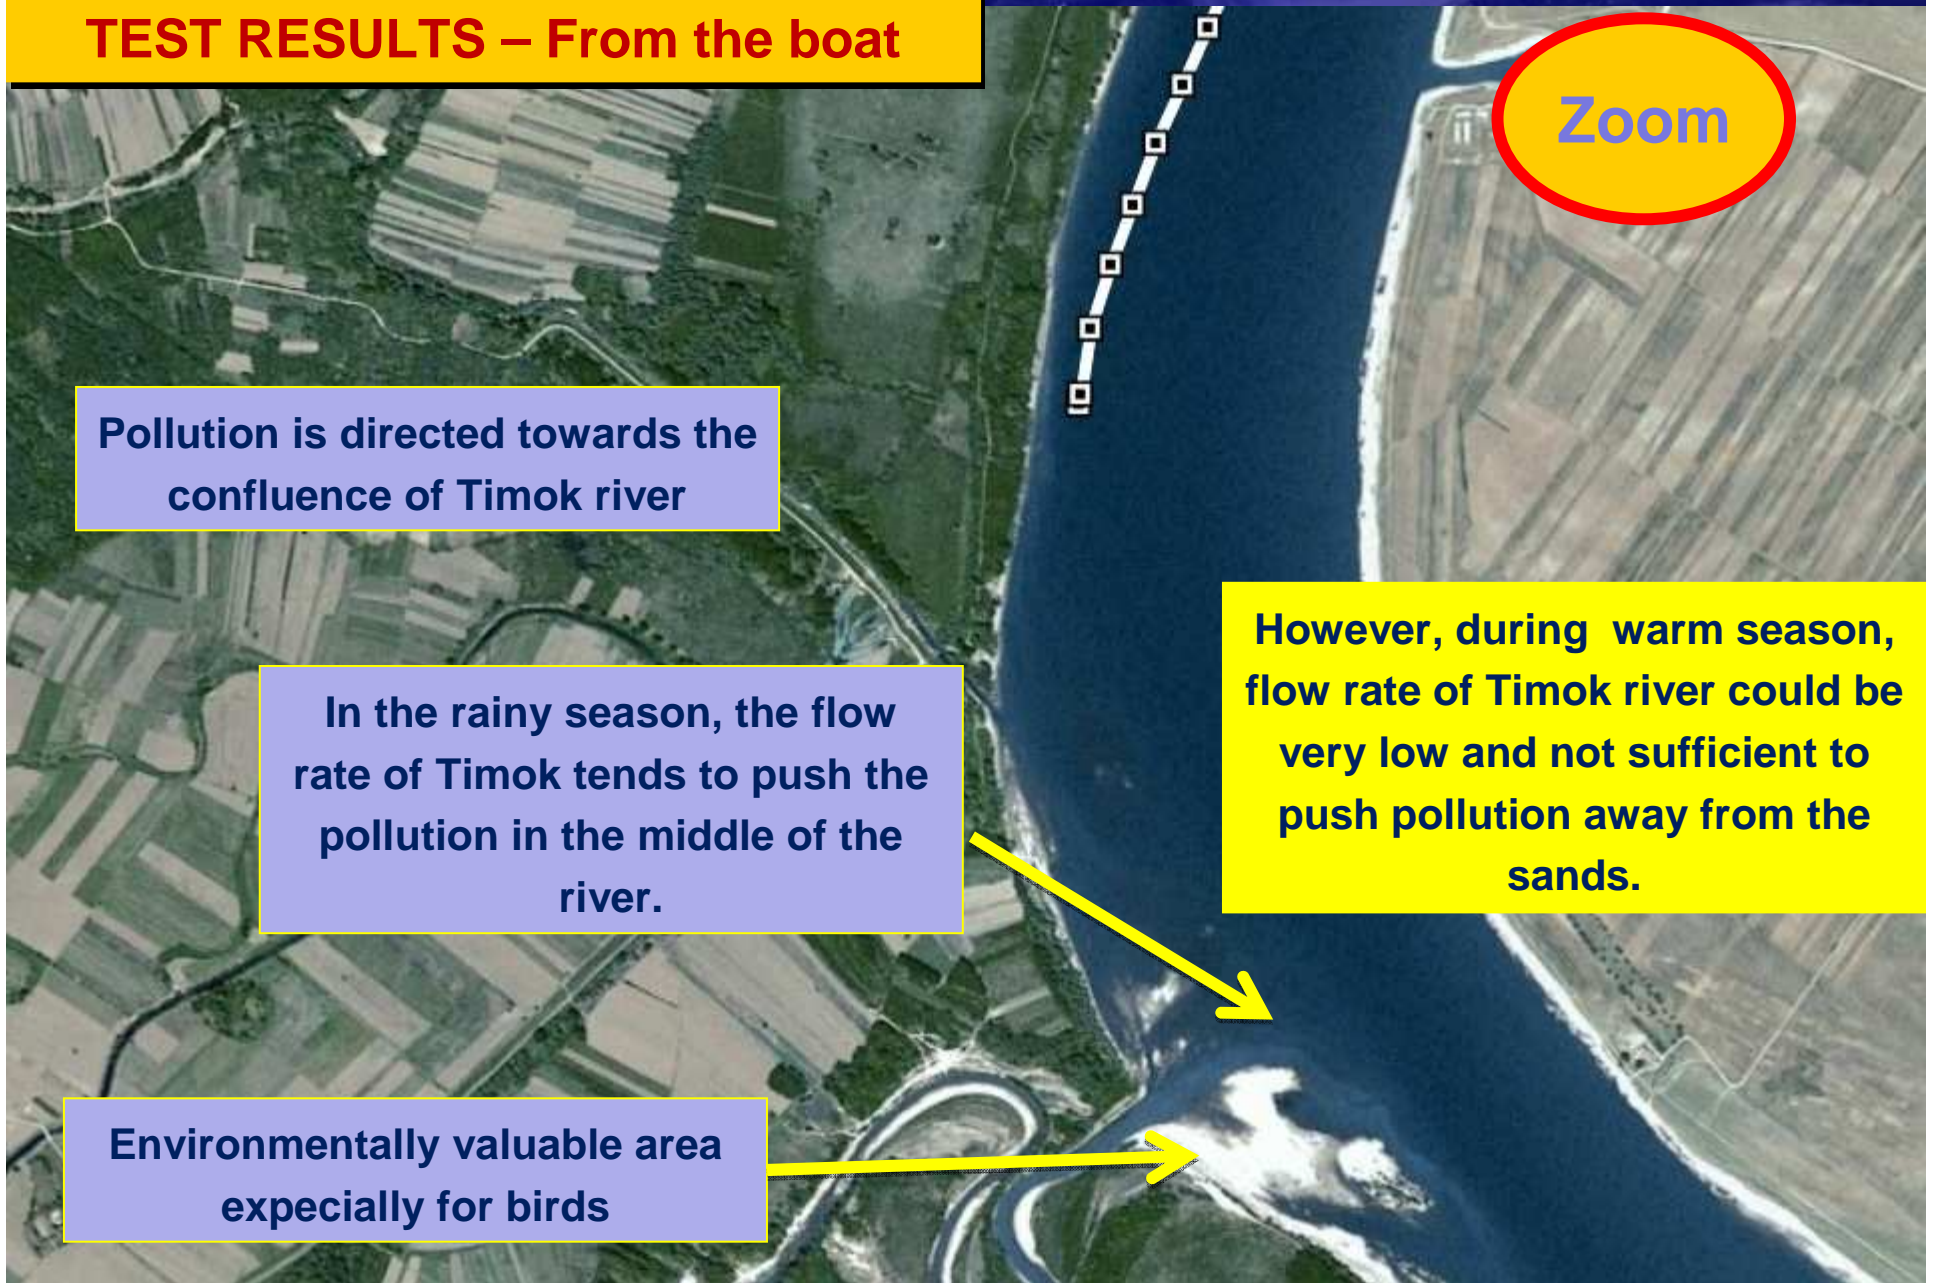 TEST RESULTS – From the boat
Zoom
Pollution is directed towards the
confluence of Timok river
However, during warm season,
flow rate of Timok river could be
very low and not sufficient to
push pollution away from the
sands.
In the rainy season, the flow
rate of Timok tends to push the
pollution in the middle of the
river.
Environmentally valuable area
expecially for birds